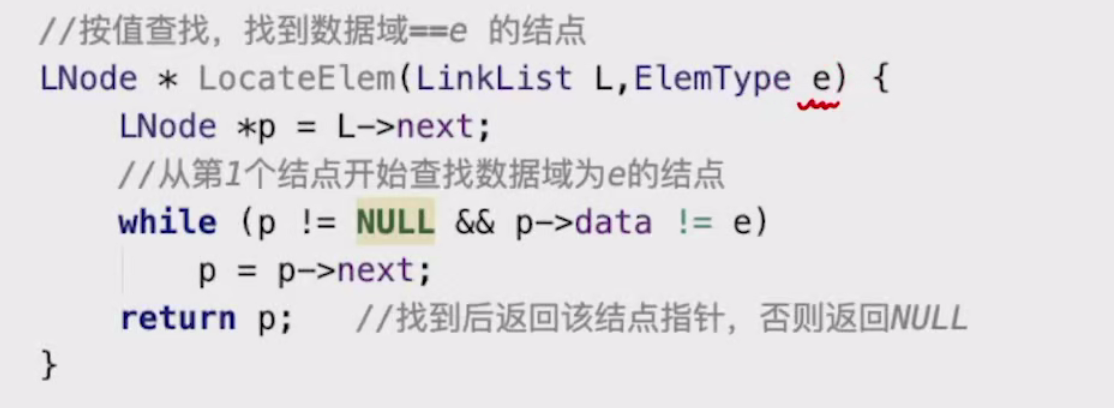 //按值查找，找到数据域==e 的结点
LNode * LocateElem(LinkList L,ElemType e) {
    LNode *p = L->next;
    //从第1个结点开始查找数据域为e的结点
    while (p != NULL && p->data != e)
        p = p->next;
    return p;   //找到后返回该结点指针，否则返回NULL
}